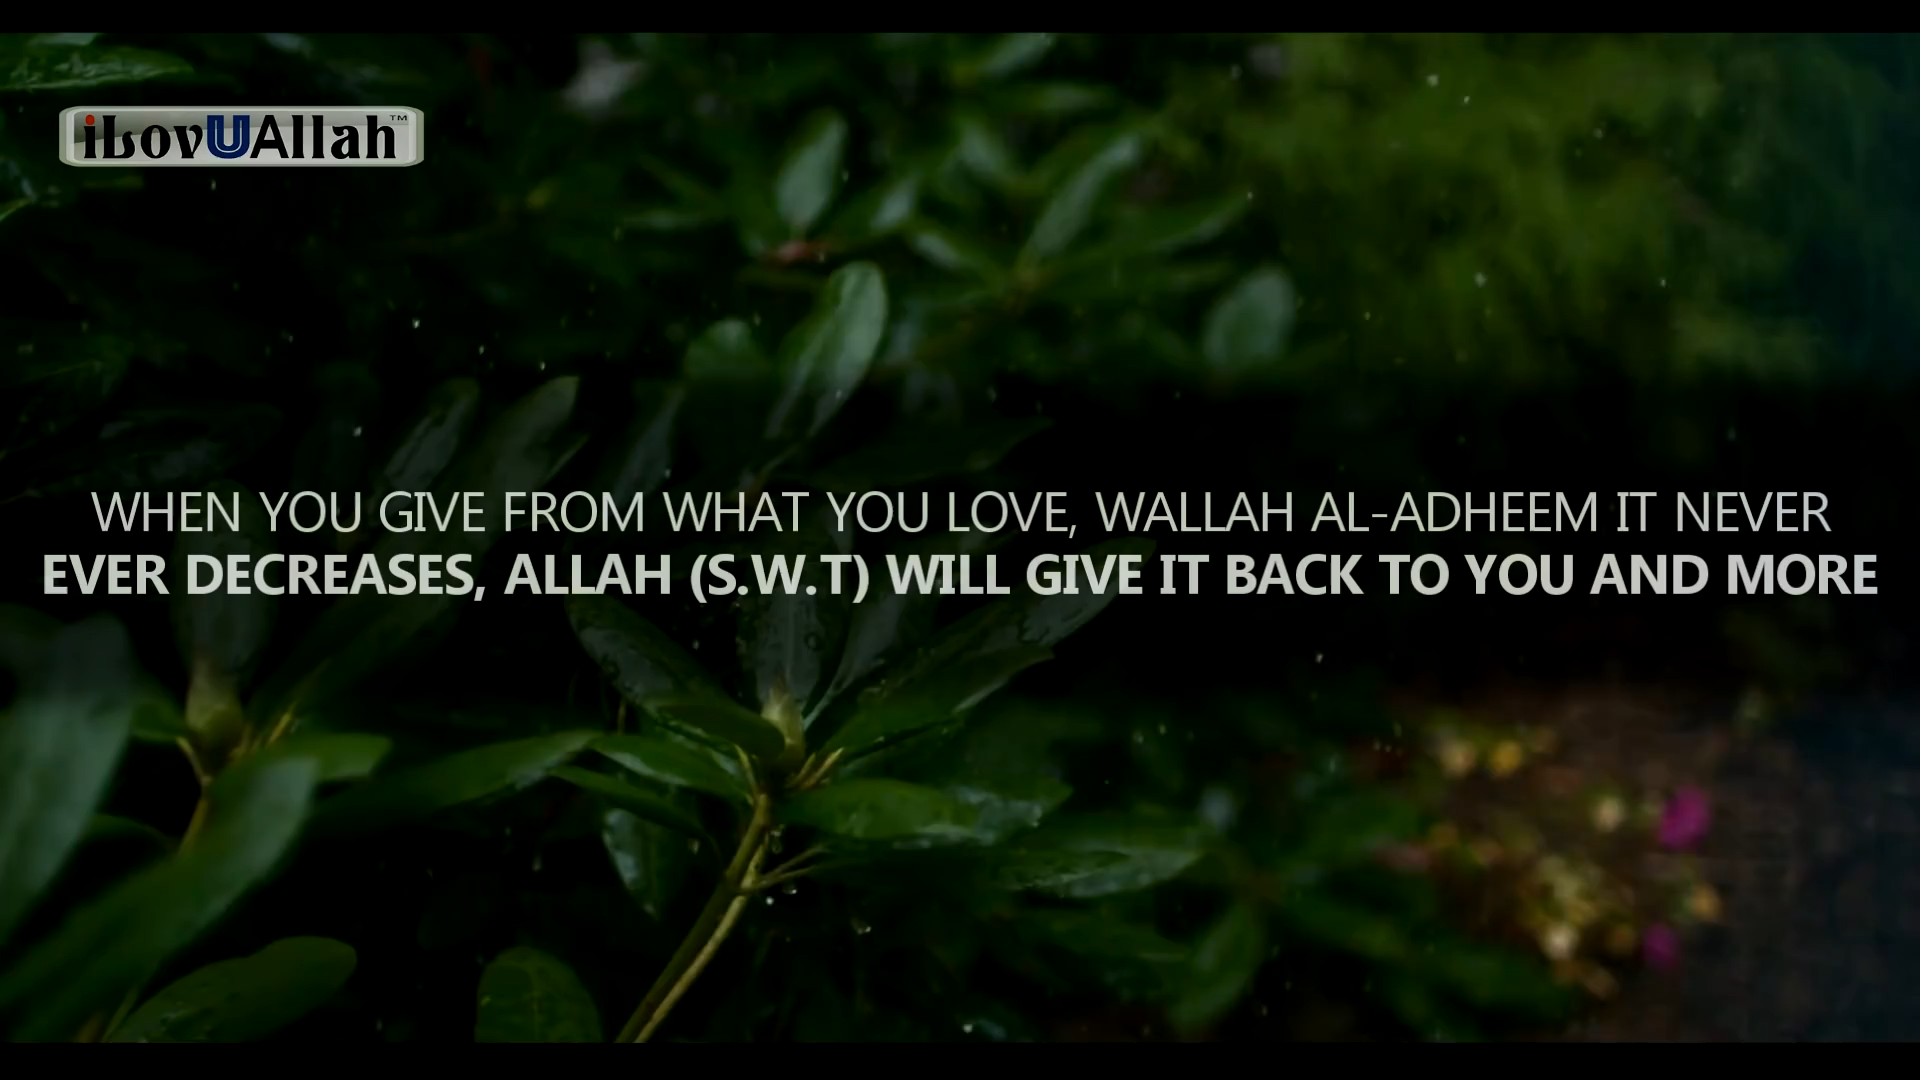 iLovUAllah™
WHEN YOU GIVE FROM WHAT YOU LOVE, WALLAH AL-ADHEEM IT NEVER
EVER DECREASES, ALLAH (S.W.T) WILL GIVE IT BACK TO YOU AND MORE